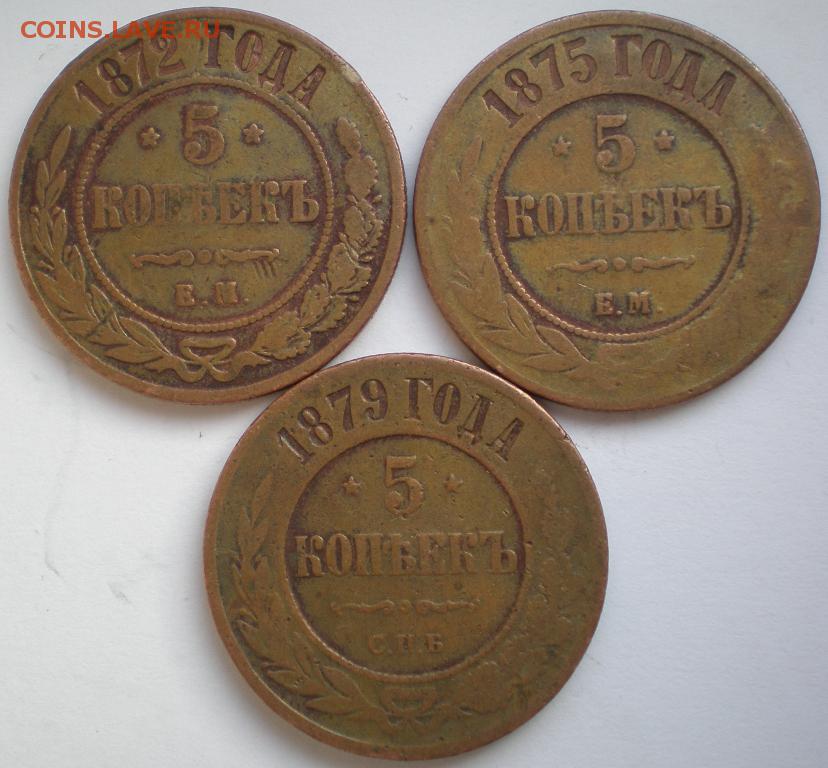 COINS.LAVE.RU
1872 ГОДА
5
КОПѢЕКЪ
Е.М.
1875 ГОДА
5
КОПѢЕКЪ
Е.М.
1879 ГОДА
5
КОПѢЕКЪ
С.П.Б